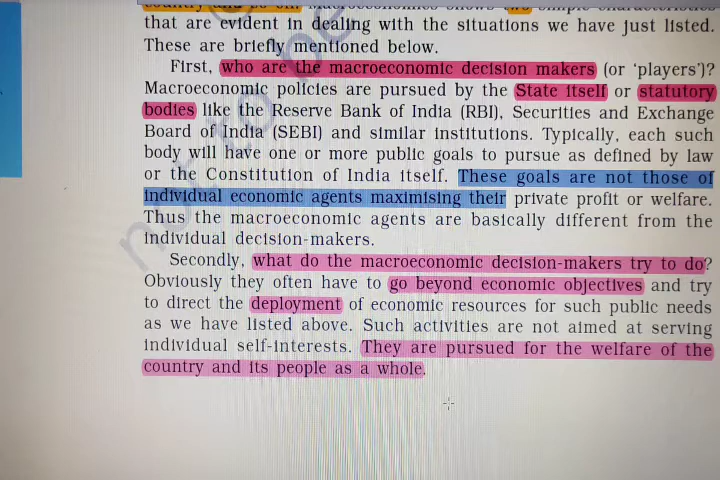 that are evident in dealing with the situations we have just listed.
These are briefly mentioned below.
First, who are the macroeconomic decision makers (or ‘players’)?
Macroeconomic policies are pursued by the State itself or statutory
bodies like the Reserve Bank of India (RBI), Securities and Exchange
Board of India (SEBI) and similar institutions. Typically, each such
body will have one or more public goals to pursue as defined by law
or the Constitution of India itself. These goals are not those of
individual economic agents maximising their private profit or welfare.
Thus the macroeconomic agents are basically different from the
individual decision-makers.
Secondly, what do the macroeconomic decision-makers try to do?
Obviously they often have to go beyond economic objectives and try
to direct the deployment of economic resources for such public needs
as we have listed above. Such activities are not aimed at serving
individual self-interests. They are pursued for the welfare of the
country and its people as a whole.
not to be